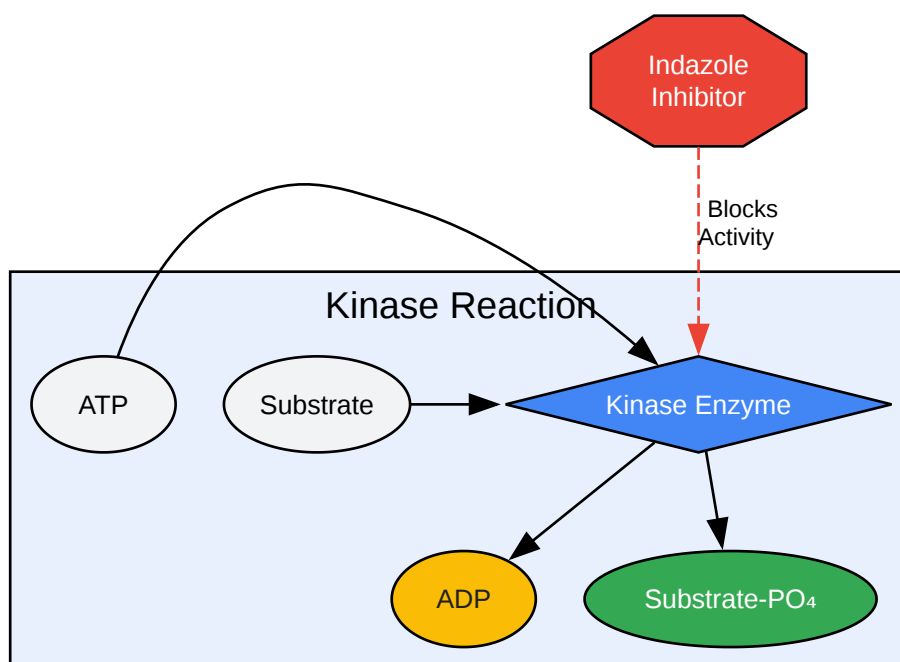 Indazole
Inhibitor
Blocks
Activity
Kinase Reaction
ATP
Substrate
Kinase Enzyme
ADP
Substrate-PO₄